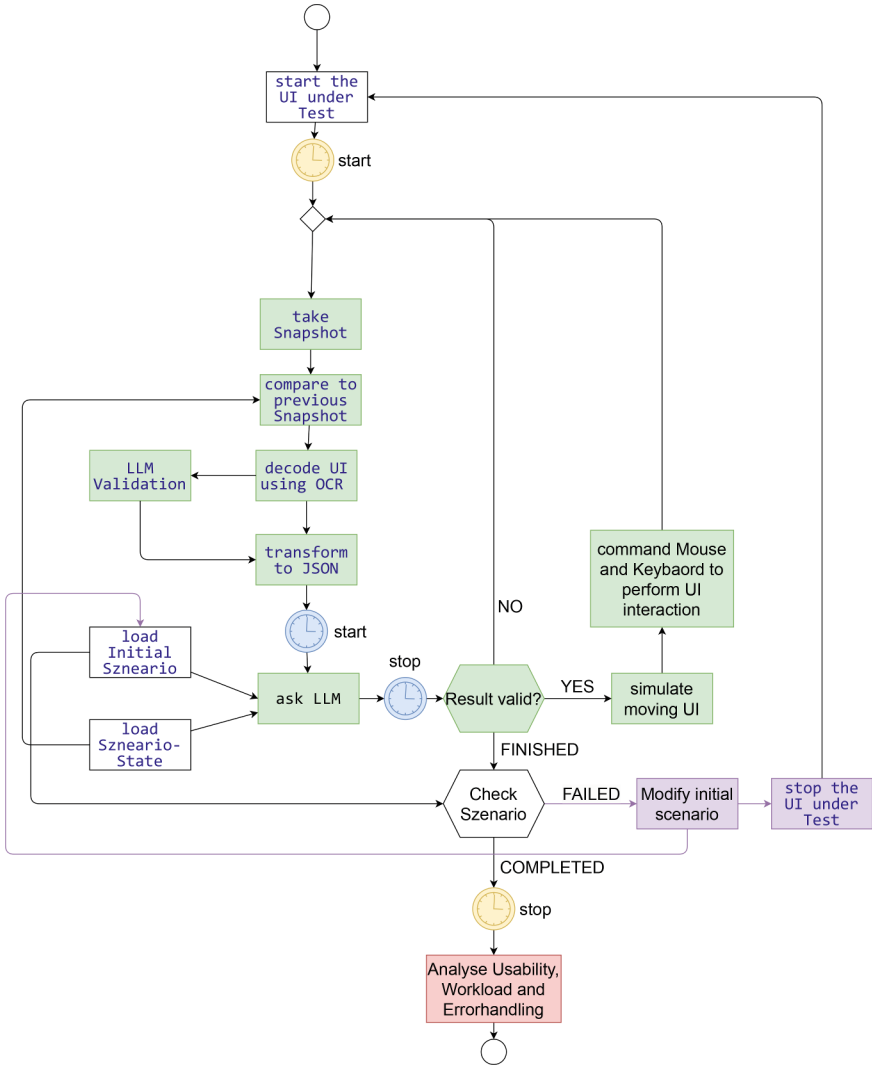 start the
UI under
Test
start
take
Snapshot
compare to
previous
Snapshot
LLM
Validation
decode UI
using OCR
transform
to JSON
command Mouse
and Keybaord to
perform UI
interaction
NO
start
load
Initial
Szneario
stop
ask LLM
Result valid?
YES
simulate
moving UI
load
Szneario-
State
FINISHED
Check
Szenario
FAILED
Modify initial
scenario
stop the
UI under
Test
COMPLETED
stop
Analyse Usability,
Workload and
Errorhandling